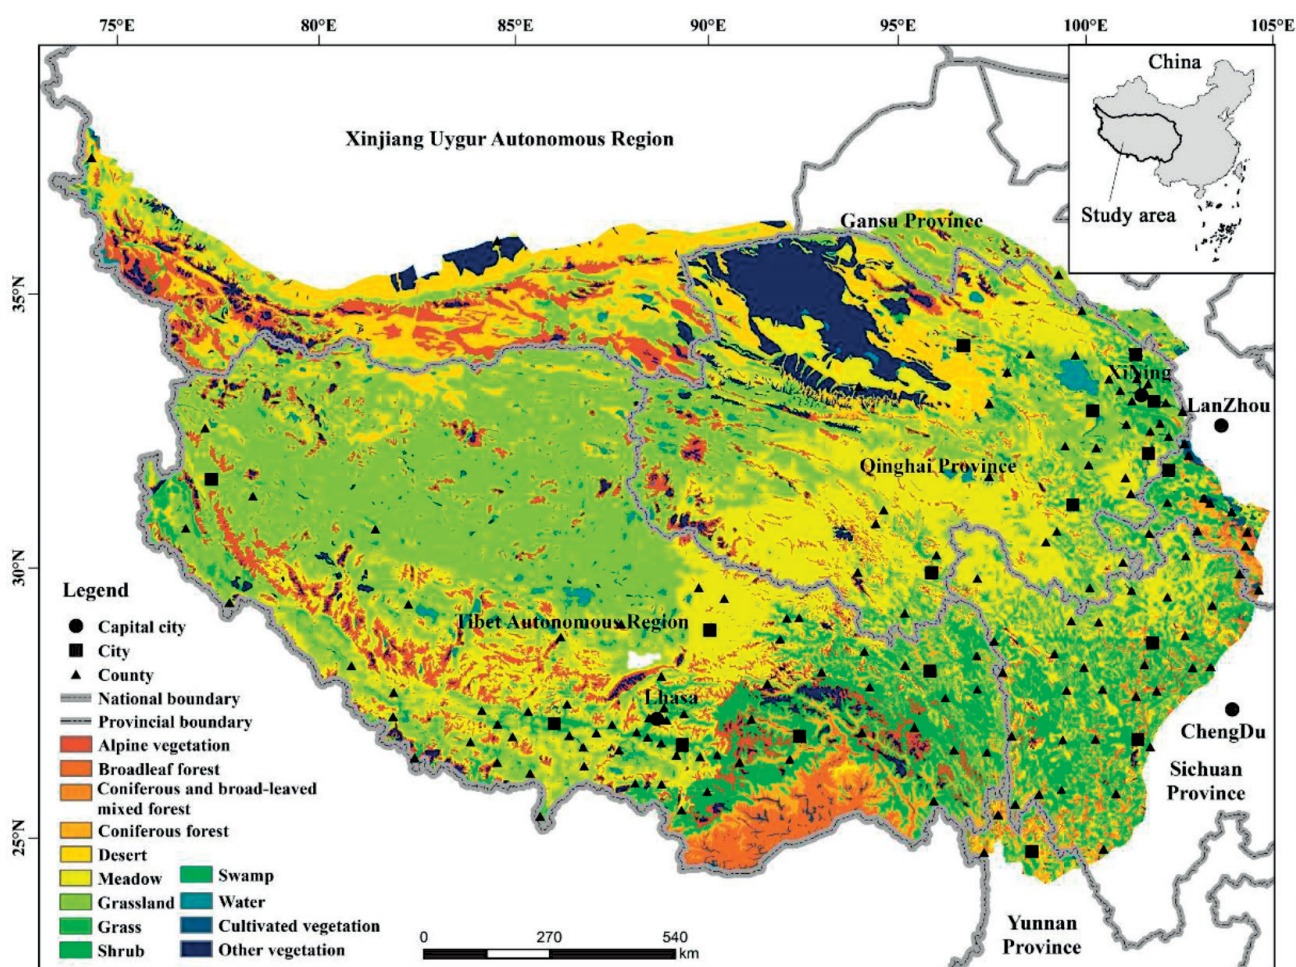 75°E 80°E 85°E 90°E 95°E 100°E 105°E
China
Xinjiang Uygur Autonomous Region
Study area
Gansu Province
35°N
XiNing
LanZhou
Qinghai Province
30°N
Legend
Capital city
City
County
National boundary
Provincial boundary
Alpine vegetation
Broadleaf forest
Coniferous and broad-leaved
mixed forest
Coniferous forest
Desert
Meadow
Grassland
Grass
Shrub
Swamp
Water
Cultivated vegetation
Other vegetation
Tibet Autonomous Region
Lhasa
ChengDu
Sichuan
Province
25°N
Yunnan
Province
0 270 540
km